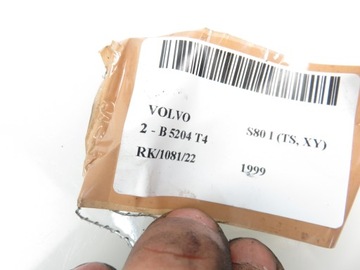 VOLVO
2 - B 5204 T4 S80 I (TS, XY)
RK/1081/22 1999